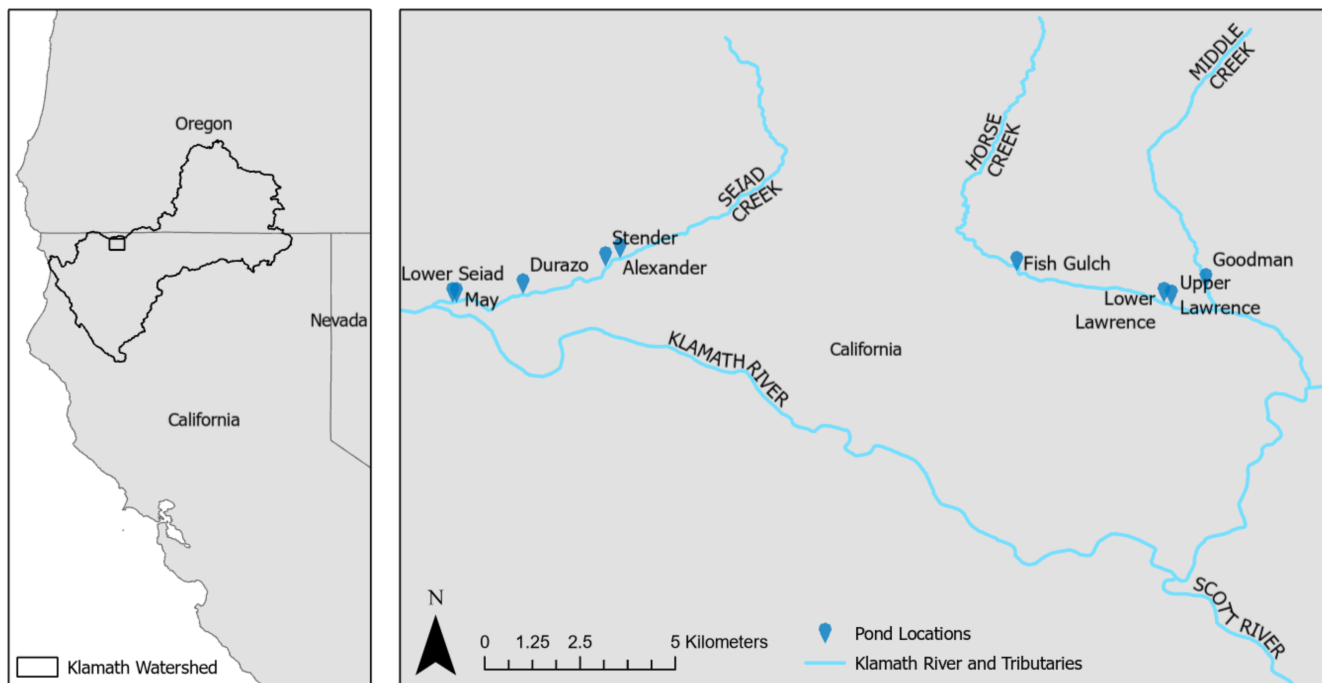 Oregon
Nevada
California
Klamath Watershed
SEIAD
CREEK
HORSE
CREEK
MIDDLE
CREEK
Stender
Alexander
Durazo
Lower Seiad
May
Fish Gulch
Goodman
Upper
Lawrence
Lower
Lawrence
KLAMATH RIVER
California
SCOTT RIVER
N
0 1.25 2.5 5 Kilometers
Pond Locations
Klamath River and Tributaries